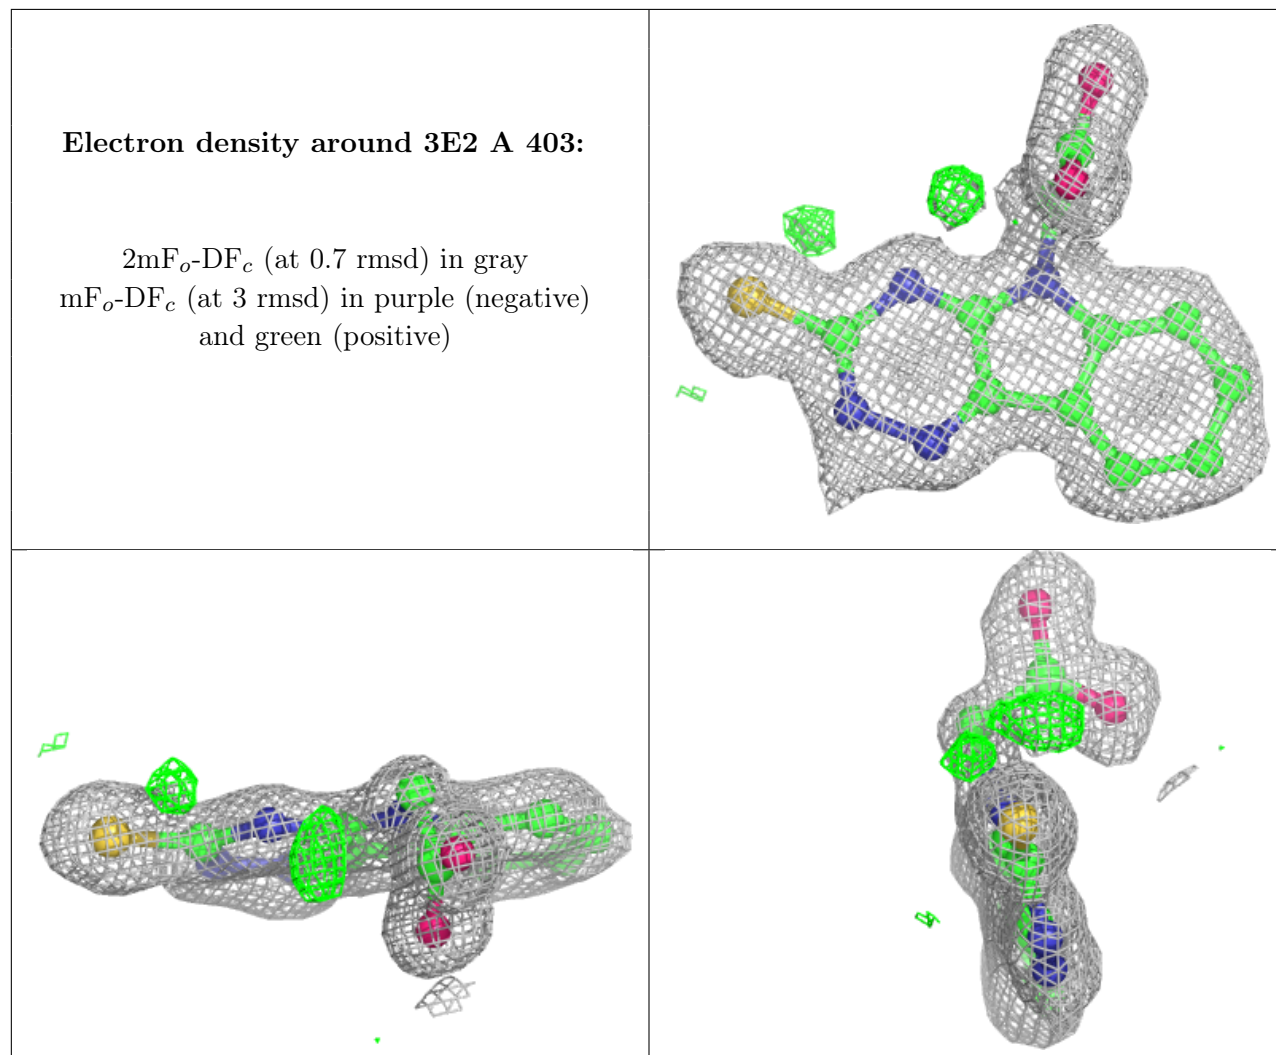 Electron density around 3E2 A 403:
2mFo-DFc (at 0.7 rmsd) in gray
mFo-DFc (at 3 rmsd) in purple (negative)
and green (positive)